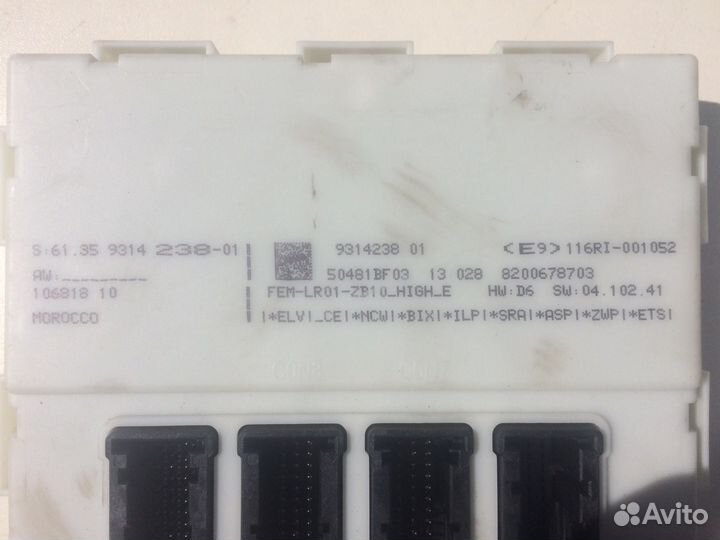 S:61.35 9314 238-01
AW:_________
106818 10
MOROCCO
9314238 01 <E9>116RI-001052
50481BF03 13 028 8200678703
FEM-LR01-ZB10_HIGH_E HW:D6 SW:04.102.41
|*ELV|_CE|*NCW|*BIX|*ILP|*SRA|*ASP|*ZWP|*ETS|
Avito